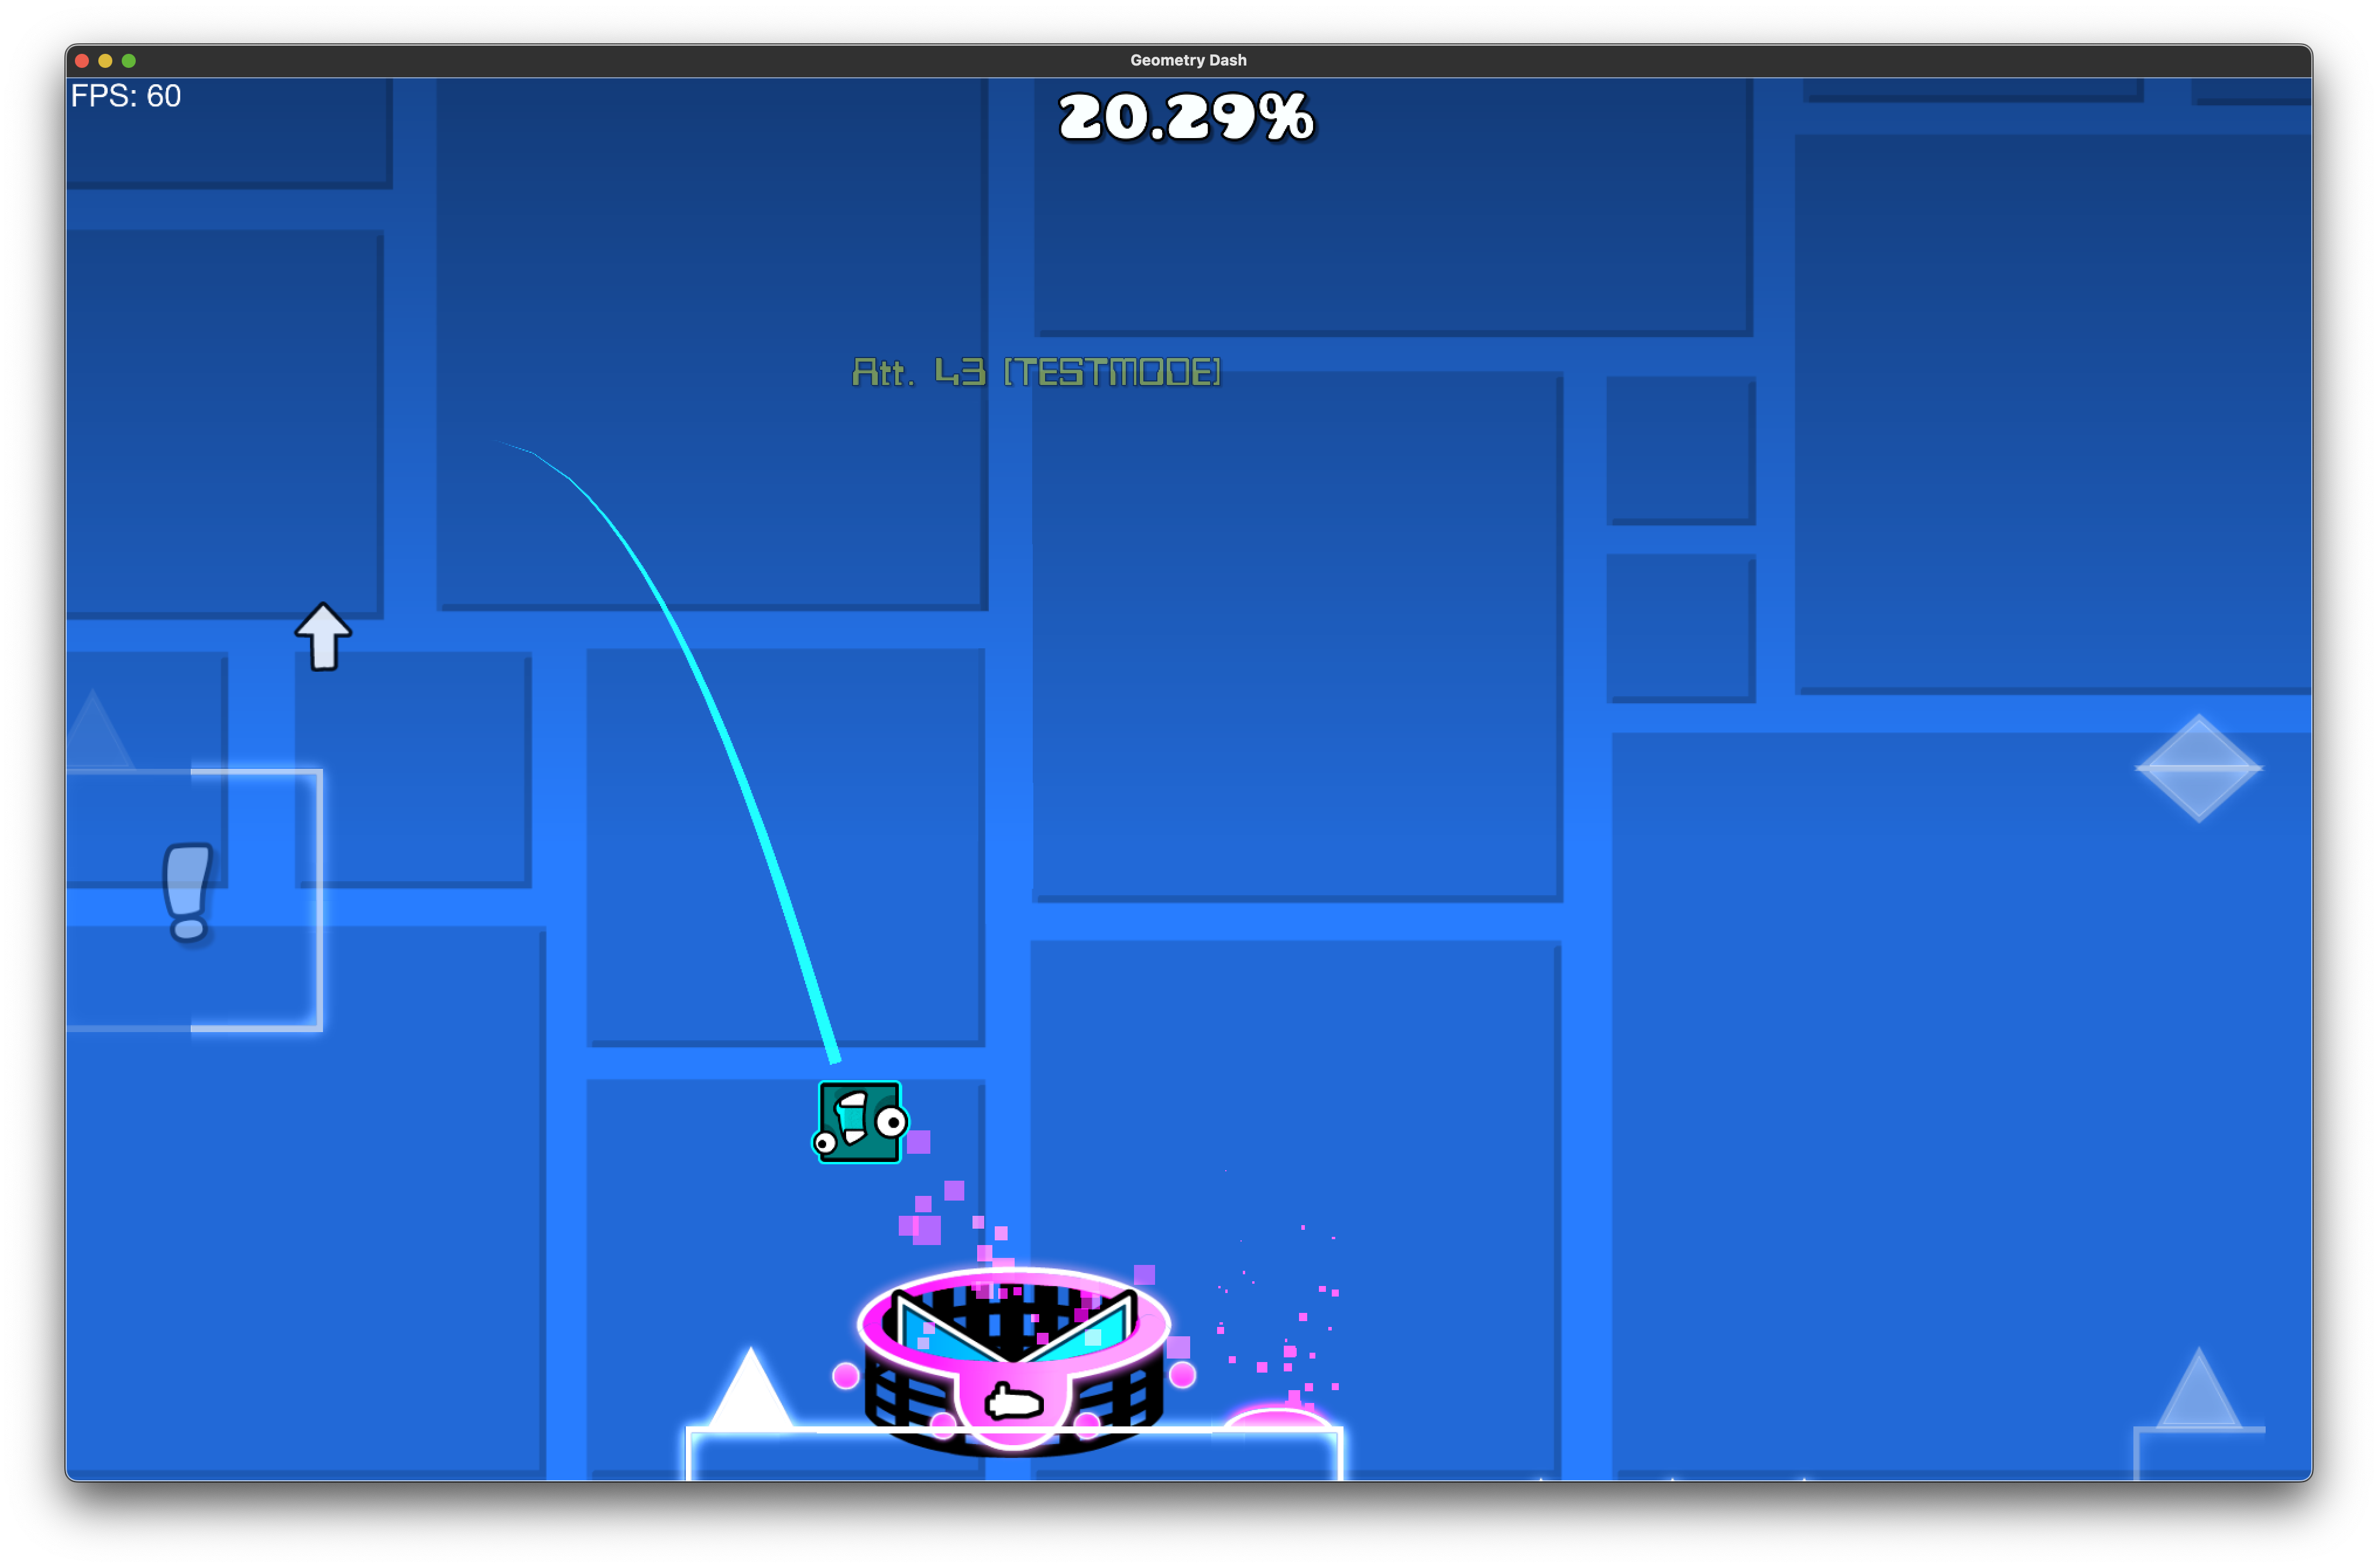 Geometry Dash
FPS: 60
20.29%
Att. 43 [TESTMODE]
!